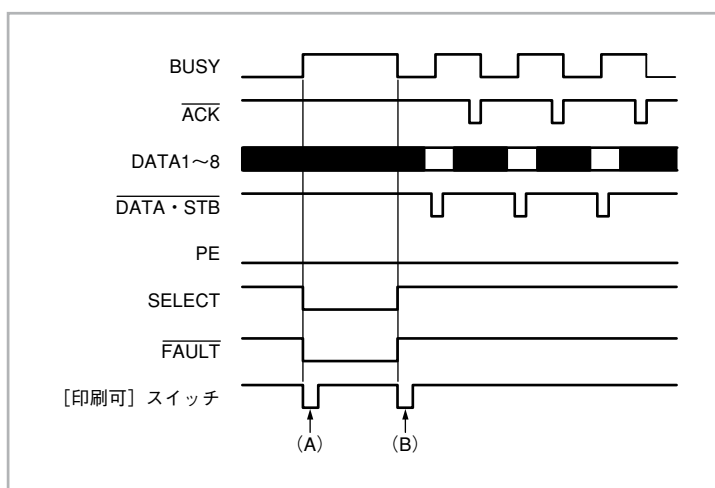 BUSY
ACK
DATA1～8
DATA・STB
PE
SELECT
FAULT
［印刷可］スイッチ
（A） （B）